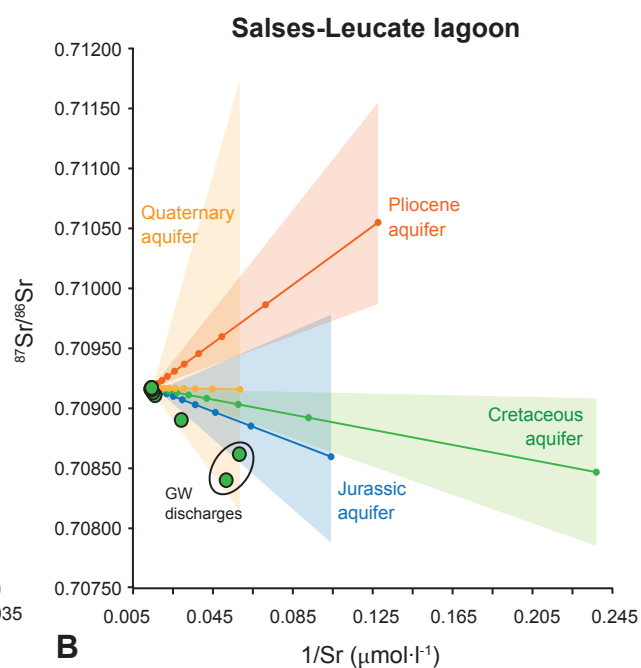 Salses-Leucate lagoon
0.71200
0.71150
0.71100
0.71050
0.71000
0.70950
0.70900
0.70850
0.70800
0.70750
⁸⁷Sr/⁸⁶Sr
Quaternary
aquifer
Pliocene
aquifer
Cretaceous
aquifer
Jurassic
aquifer
GW
discharges
035
0.005 0.045 0.085 0.125 0.165 0.205 0.245
B
1/Sr (μmol·l⁻¹)